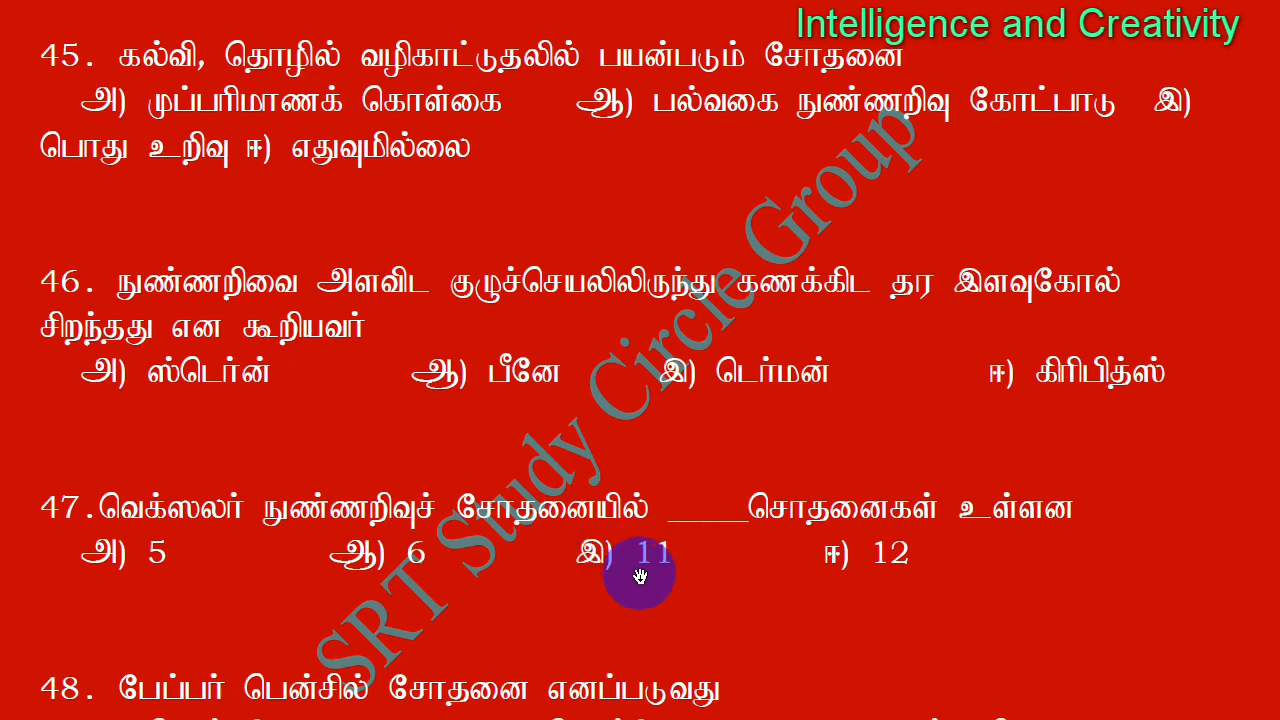 Intelligence and Creativity
45. கல்வி, தொழில் வழிகாட்டுதலில் பயன்படும் சோதனை
அ) முப்பரிமாணக் கொள்கை ஆ) பல்வகை நுண்ணறிவு கோட்பாடு இ)
பொது உறிவு ஈ) எதுவுமில்லை
46. நுண்ணறிவை அளவிட குழுச்செயலிலிருந்து கணக்கிட தர இளவுகோல்
சிறந்தது என கூறியவர்
அ) ஸ்டெர்ன் ஆ) பீனே இ) டெர்மன் ஈ) கிரிபித்ஸ்
47.வெக்ஸலர் நுண்ணறிவுச் சோதனையில் _____சொதனைகள் உள்ளன
அ) 5 ஆ) 6 இ) 11 ஈ) 12
48. பேப்பர் பென்சில் சோதனை எனப்படுவது
SRT Study Circle Group